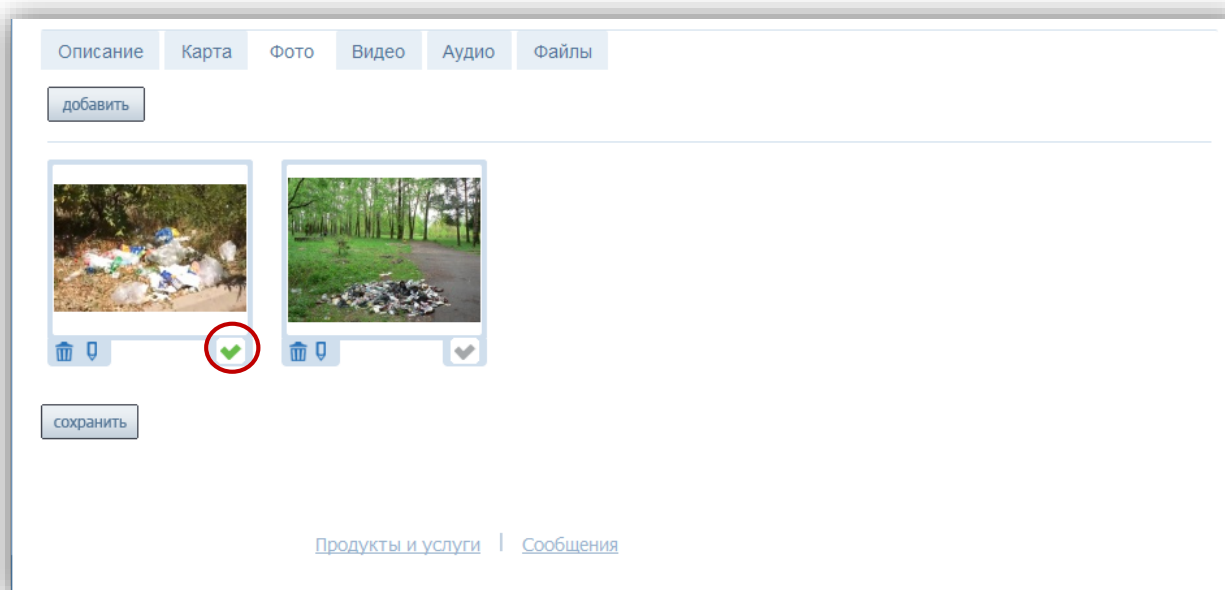 Описание Карта Фото Видео Аудио Файлы
добавить
сохранить
Продукты и услуги | Сообщения